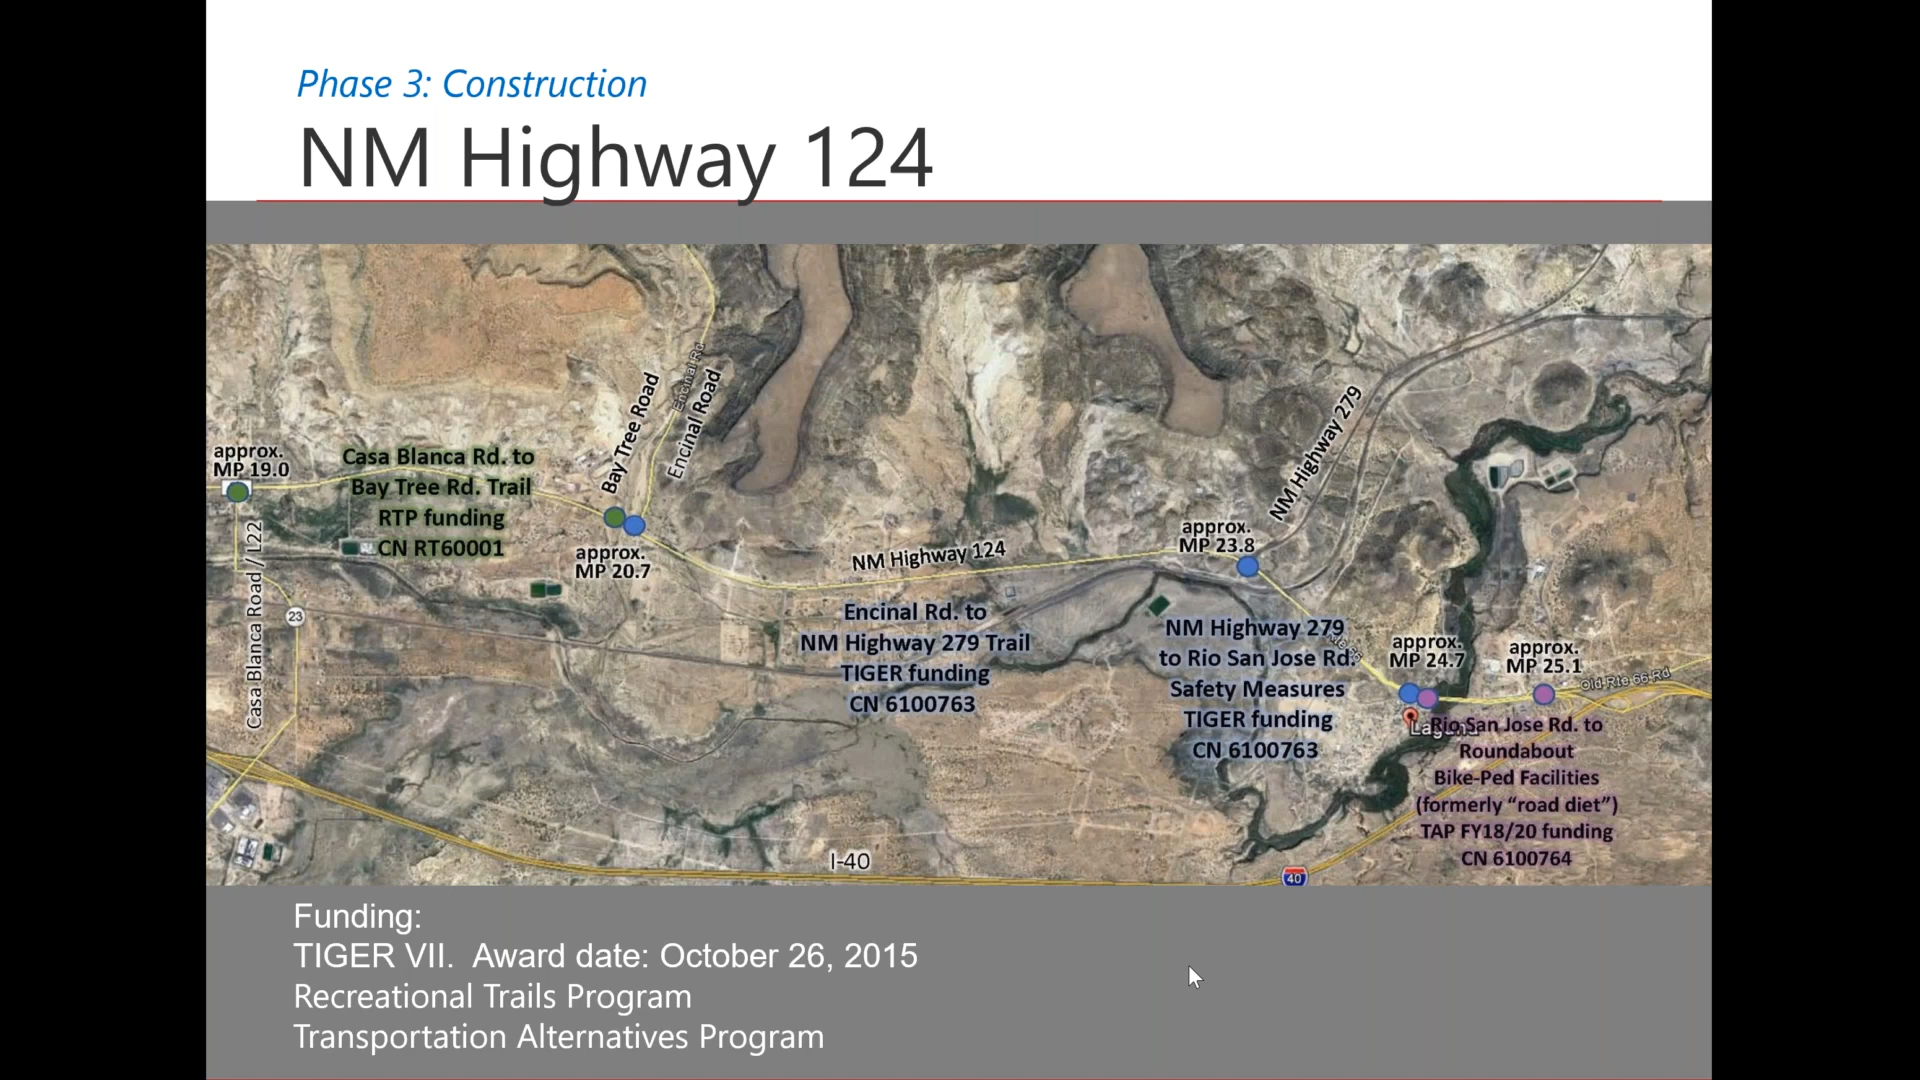 Phase 3: Construction
NM Highway 124
approx.
MP 19.0
Casa Blanca Rd. to
Bay Tree Rd. Trail
RTP funding
CN RT60001
Casa Blanca Road / L22
23
Bay Tree Road
Encinal Rd
Encinal Road
approx.
MP 20.7
NM Highway 124
Encinal Rd. to
NM Highway 279 Trail
TIGER funding
CN 6100763
approx.
MP 23.8
NM Highway 279
NM Highway 279
to Rio San Jose Rd.
Safety Measures
TIGER funding
CN 6100763
approx.
MP 24.7
approx.
MP 25.1
Old Rte 66 Rd
Laguna
Rio San Jose Rd. to
Roundabout
Bike-Ped Facilities
(formerly “road diet”)
TAP FY18/20 funding
CN 6100764
I-40
40
Funding:
TIGER VII.  Award date: October 26, 2015
Recreational Trails Program
Transportation Alternatives Program